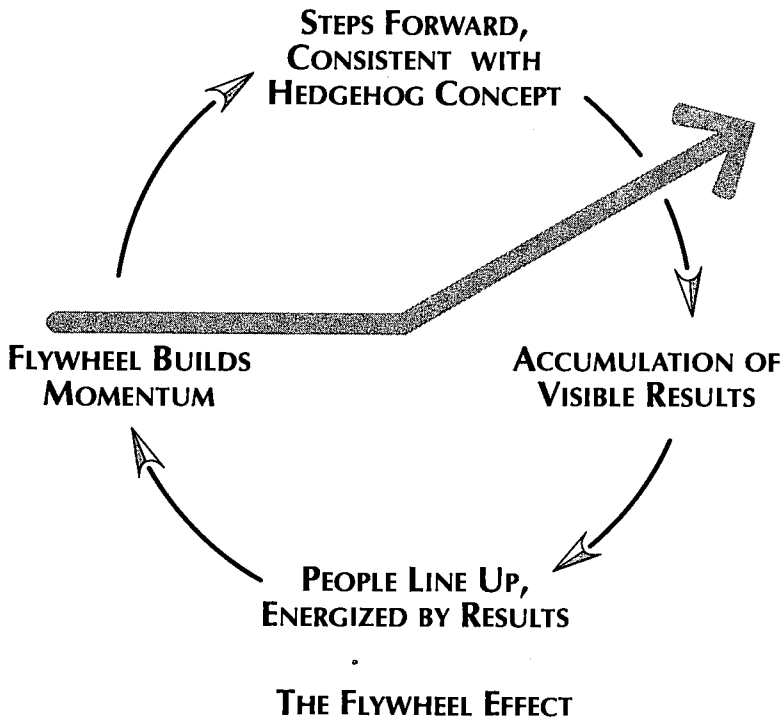 STEPS FORWARD,
CONSISTENT WITH
HEDGEHOG CONCEPT
ACCUMULATION OF
VISIBLE RESULTS
PEOPLE LINE UP,
ENERGIZED BY RESULTS
FLYWHEEL BUILDS
MOMENTUM
THE FLYWHEEL EFFECT